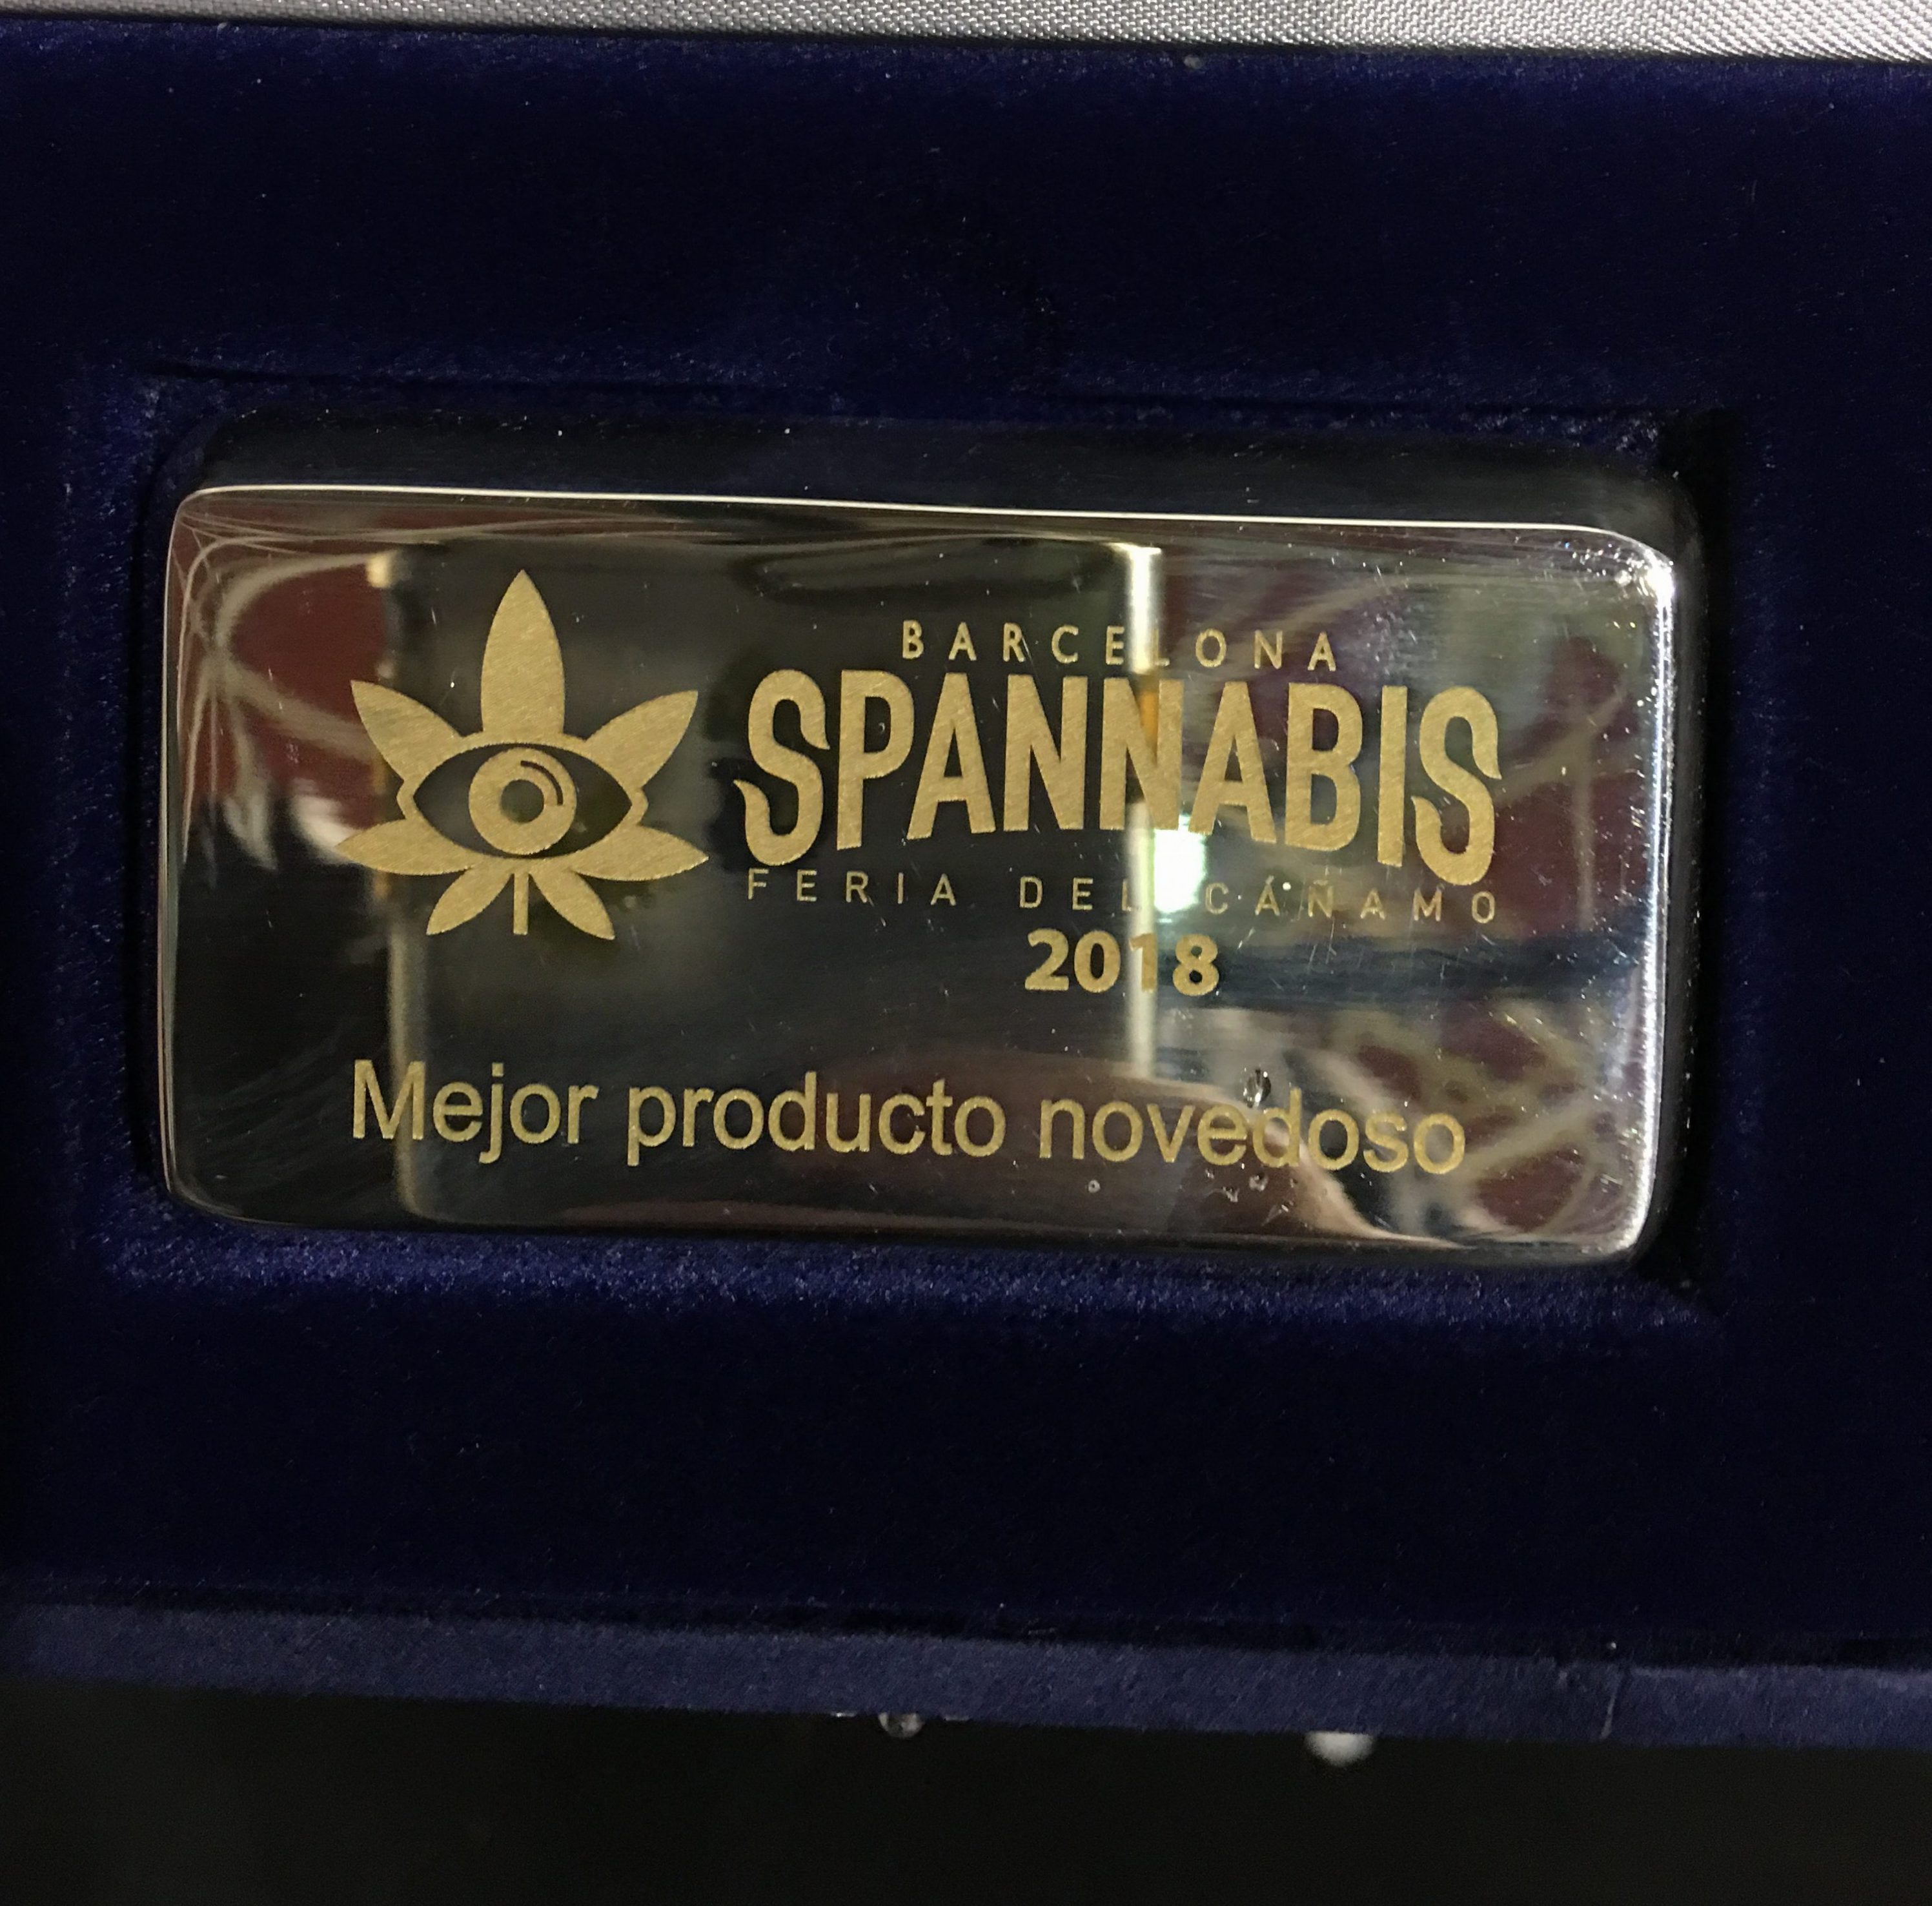 BARCELONA
SPANNABIS
FERIA DEL CÁÑAMO
2018
Mejor producto novedoso